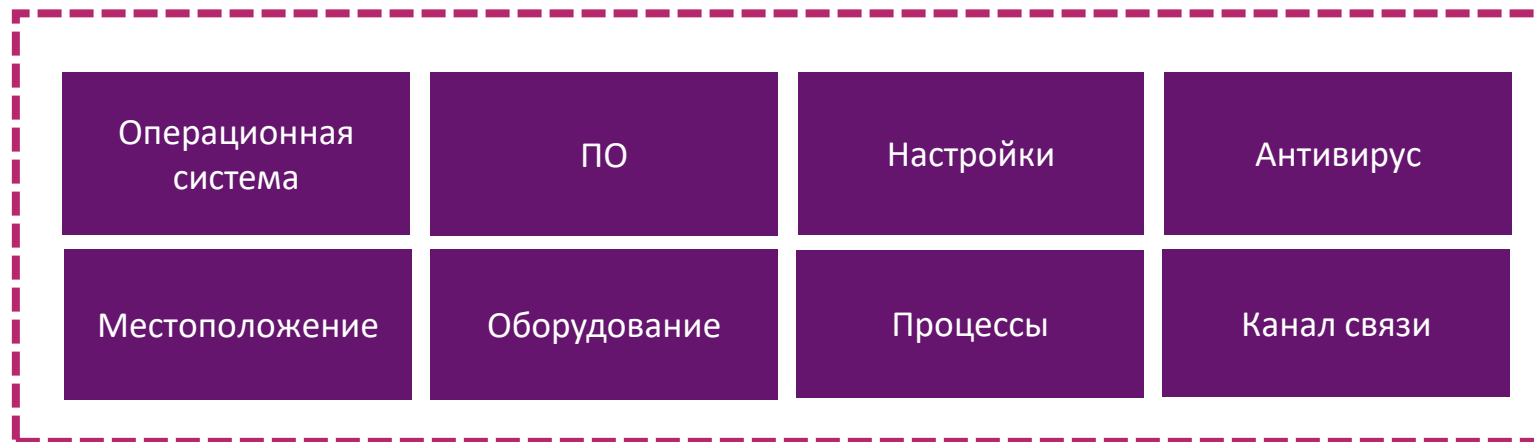 Операционная
система
ПО
Настройки
Антивирус
Местоположение
Оборудование
Процессы
Канал связи